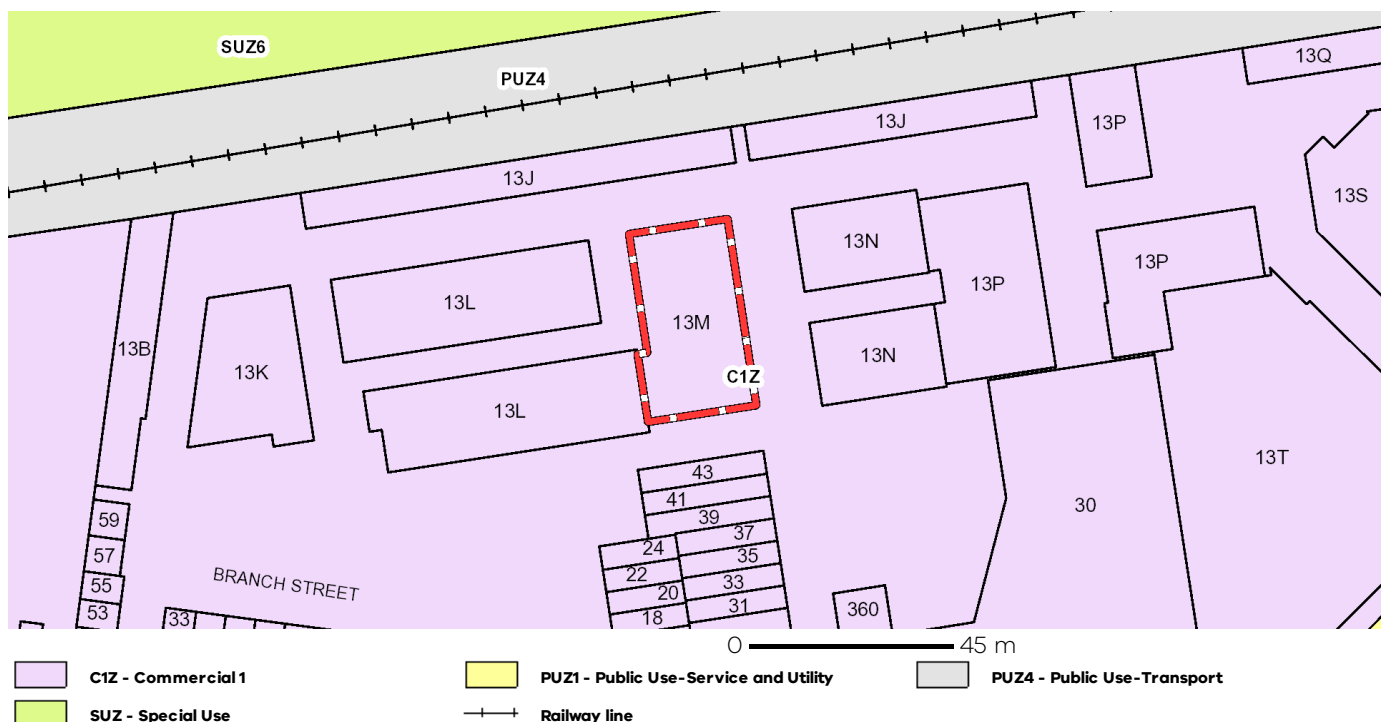 SUZ6
PUZ4
13Q
13J
13P
13J
13S
13N
13P
13P
13L
13M
13B
13K
13N
C1Z
13L
13T
43
41
30
39
59
37
24
57
35
22
BRANCH STREET
33
55
20
31
360
53
18
33
0 45 m
C1Z - Commercial 1 PUZ1 - Public Use-Service and Utility PUZ4 - Public Use-Transport
SUZ - Special Use Railway line